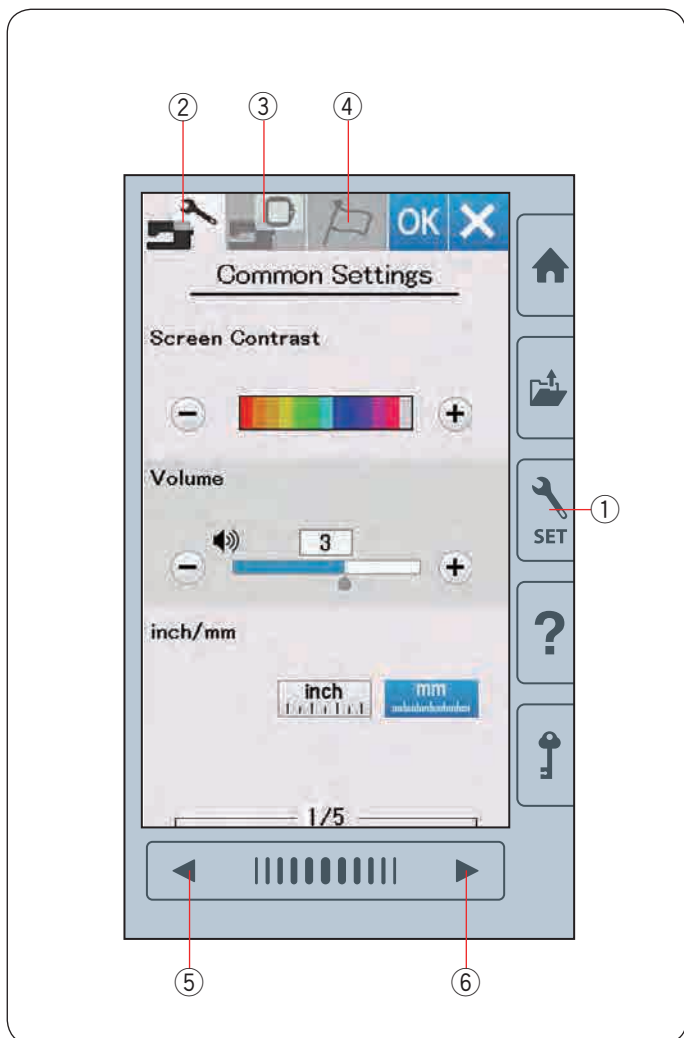 ② ③ ④
OK
Common Settings
Screen Contrast
Volume
3
SET
①
inch/mm
inch
mm
?
1/5
⑤ ⑥